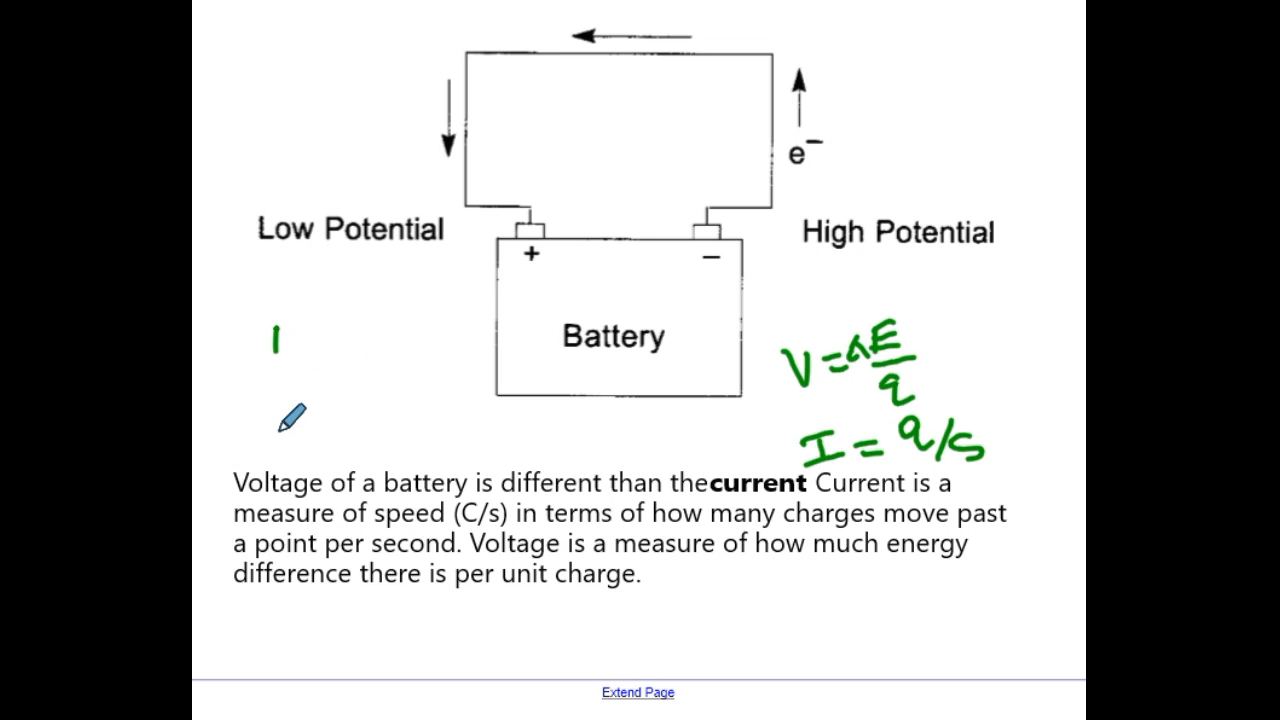 e⁻
Low Potential
High Potential
+
−
Battery
I
V=ΔE/q
I = q/s
Voltage of a battery is different than thecurrent Current is a
measure of speed (C/s) in terms of how many charges move past
a point per second. Voltage is a measure of how much energy
difference there is per unit charge.
Extend Page